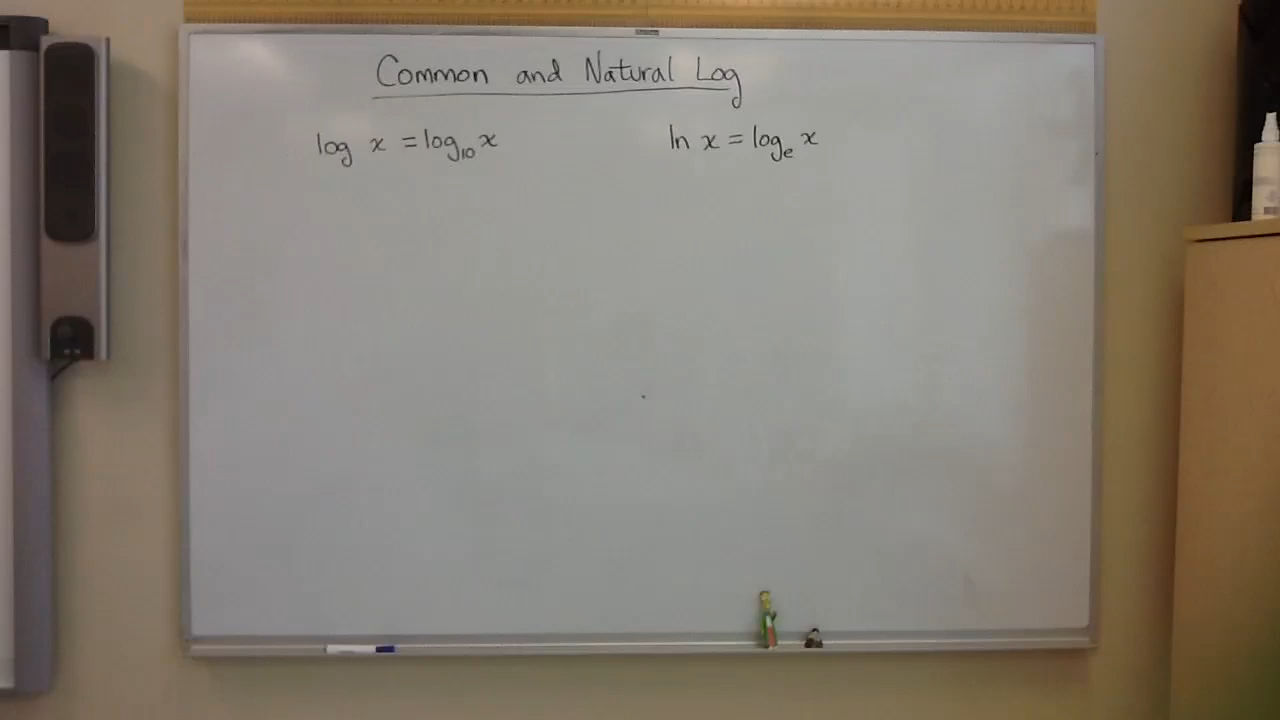 Common and Natural Log
log x = log₁₀ x
ln x = logₑ x